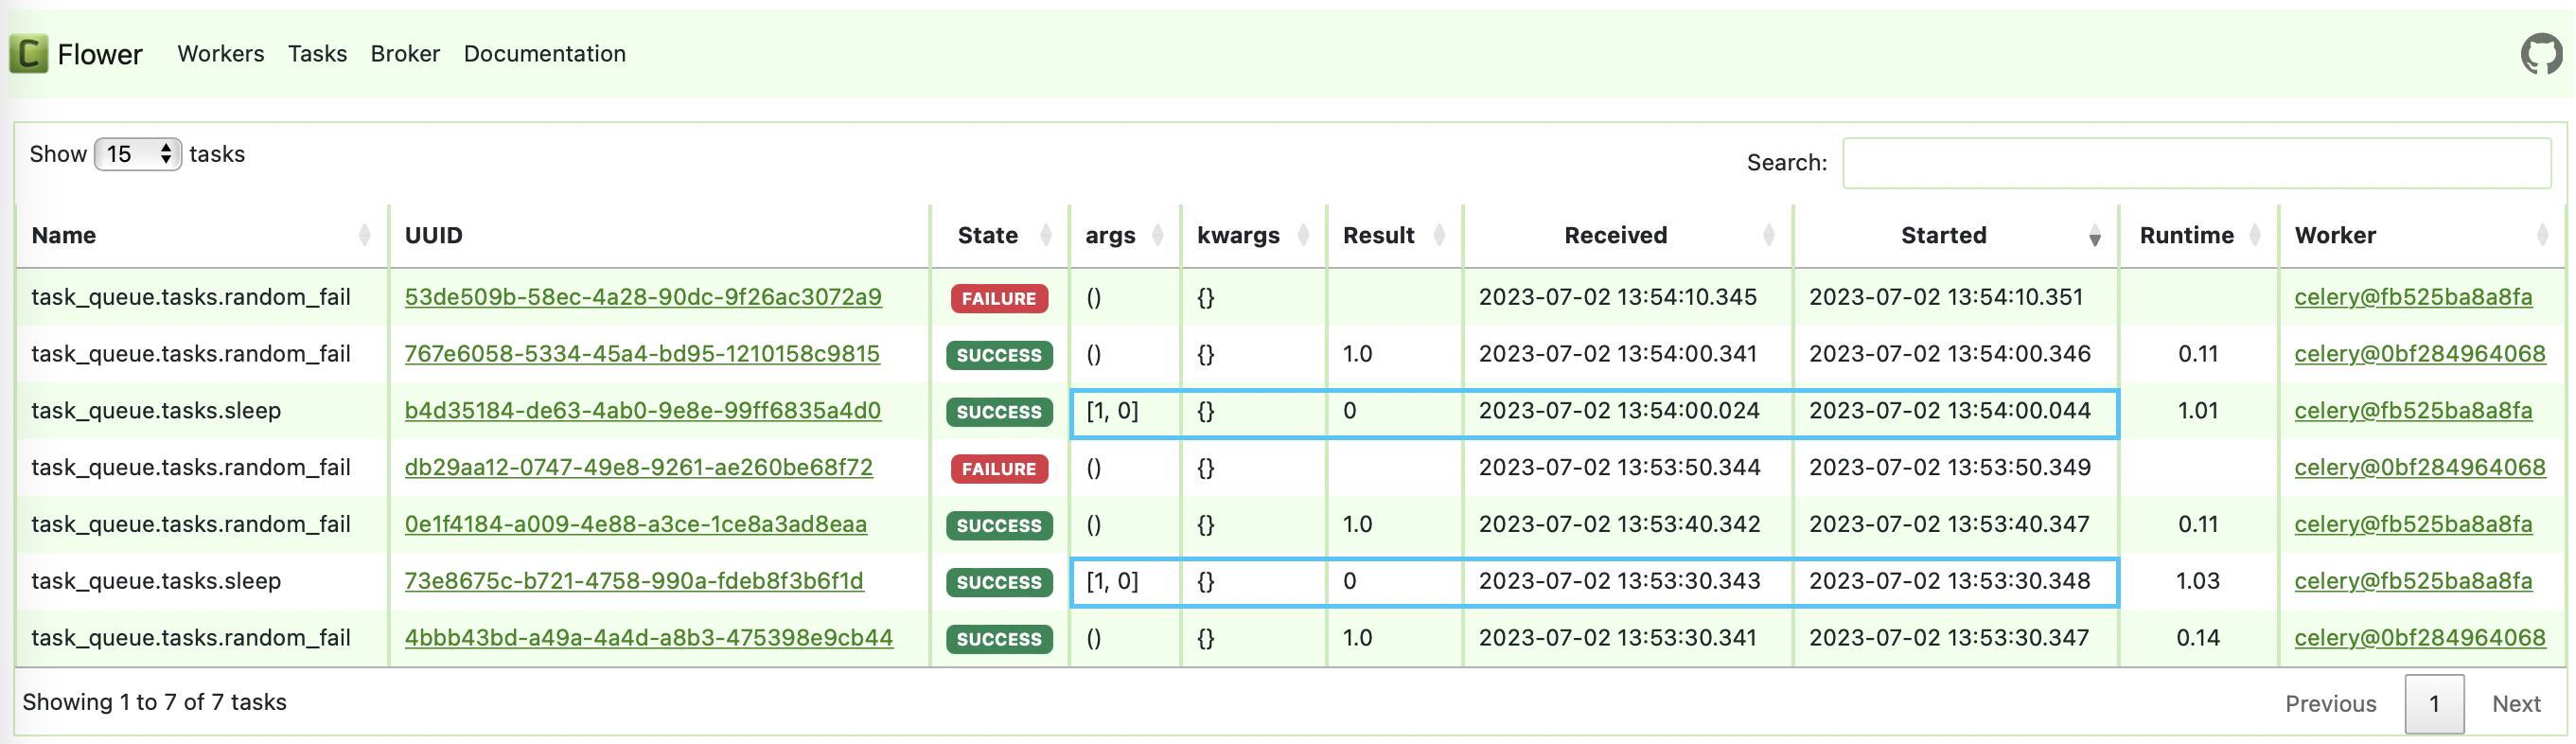 C Flower Workers Tasks Broker Documentation
Show 15 tasks Search:
Name UUID State args kwargs Result Received Started Runtime Worker
task_queue.tasks.random_fail 53de509b-58ec-4a28-90dc-9f26ac3072a9 FAILURE () {} 2023-07-02 13:54:10.345 2023-07-02 13:54:10.351 celery@fb525ba8a8fa
task_queue.tasks.random_fail 767e6058-5334-45a4-bd95-1210158c9815 SUCCESS () {} 1.0 2023-07-02 13:54:00.341 2023-07-02 13:54:00.346 0.11 celery@0bf284964068
task_queue.tasks.sleep b4d35184-de63-4ab0-9e8e-99ff6835a4d0 SUCCESS [1, 0] {} 0 2023-07-02 13:54:00.024 2023-07-02 13:54:00.044 1.01 celery@fb525ba8a8fa
task_queue.tasks.random_fail db29aa12-0747-49e8-9261-ae260be68f72 FAILURE () {} 2023-07-02 13:53:50.344 2023-07-02 13:53:50.349 celery@0bf284964068
task_queue.tasks.random_fail 0e1f4184-a009-4e88-a3ce-1ce8a3ad8eaa SUCCESS () {} 1.0 2023-07-02 13:53:40.342 2023-07-02 13:53:40.347 0.11 celery@fb525ba8a8fa
task_queue.tasks.sleep 73e8675c-b721-4758-990a-fdeb8f3b6f1d SUCCESS [1, 0] {} 0 2023-07-02 13:53:30.343 2023-07-02 13:53:30.348 1.03 celery@fb525ba8a8fa
task_queue.tasks.random_fail 4bbb43bd-a49a-4a4d-a8b3-475398e9cb44 SUCCESS () {} 1.0 2023-07-02 13:53:30.341 2023-07-02 13:53:30.347 0.14 celery@0bf284964068
Showing 1 to 7 of 7 tasks Previous 1 Next